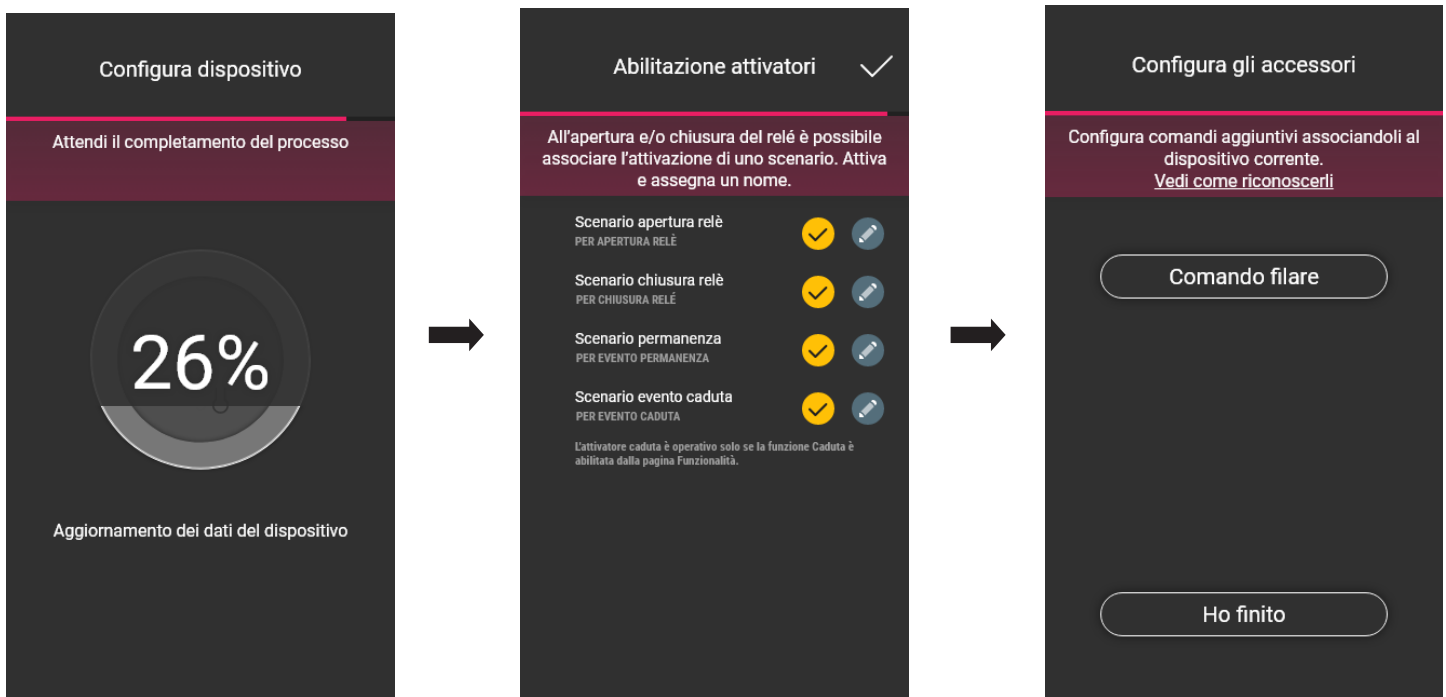 Configura dispositivo
Attendi il completamento del processo
26%
Aggiornamento dei dati del dispositivo
Abilitazione attivatori
All'apertura e/o chiusura del relé è possibile
associare l'attivazione di uno scenario. Attiva
e assegna un nome.
Scenario apertura relè
PER APERTURA RELÈ
Scenario chiusura relè
PER CHIUSURA RELÉ
Scenario permanenza
PER EVENTO PERMANENZA
Scenario evento caduta
PER EVENTO CADUTA
L'attivatore caduta è operativo solo se la funzione Caduta è
abilitata dalla pagina Funzionalità.
Configura gli accessori
Configura comandi aggiuntivi associandoli al
dispositivo corrente.
Vedi come riconoscerli
Comando filare
Ho finito